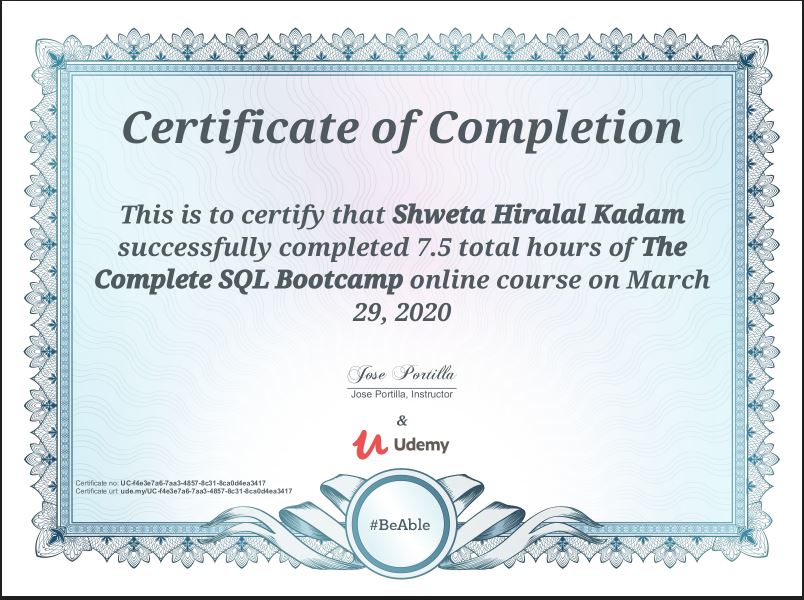 Certificate of Completion
This is to certify that Shweta Hiralal Kadam
successfully completed 7.5 total hours of The
Complete SQL Bootcamp online course on March
29, 2020
Jose Portilla
Jose Portilla, Instructor
&
Udemy
Certificate no: UC-f4e3e7a6-7aa3-4857-8c31-8ca0d4ea3417
Certificate url: ude.my/UC-f4e3e7a6-7aa3-4857-8c31-8ca0d4ea3417
#BeAble